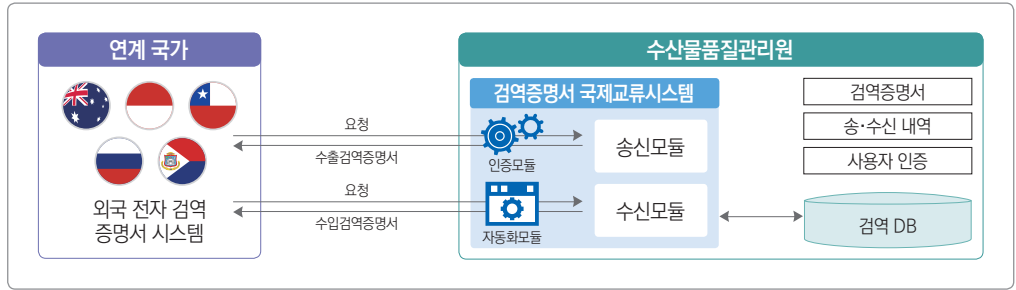 연계 국가
외국 전자 검역
증명서 시스템
요청
수출검역증명서
요청
수입검역증명서
수산물품질관리원
검역증명서 국제교류시스템
인증모듈
송신모듈
자동화모듈
수신모듈
검역증명서
송·수신 내역
사용자 인증
검역 DB